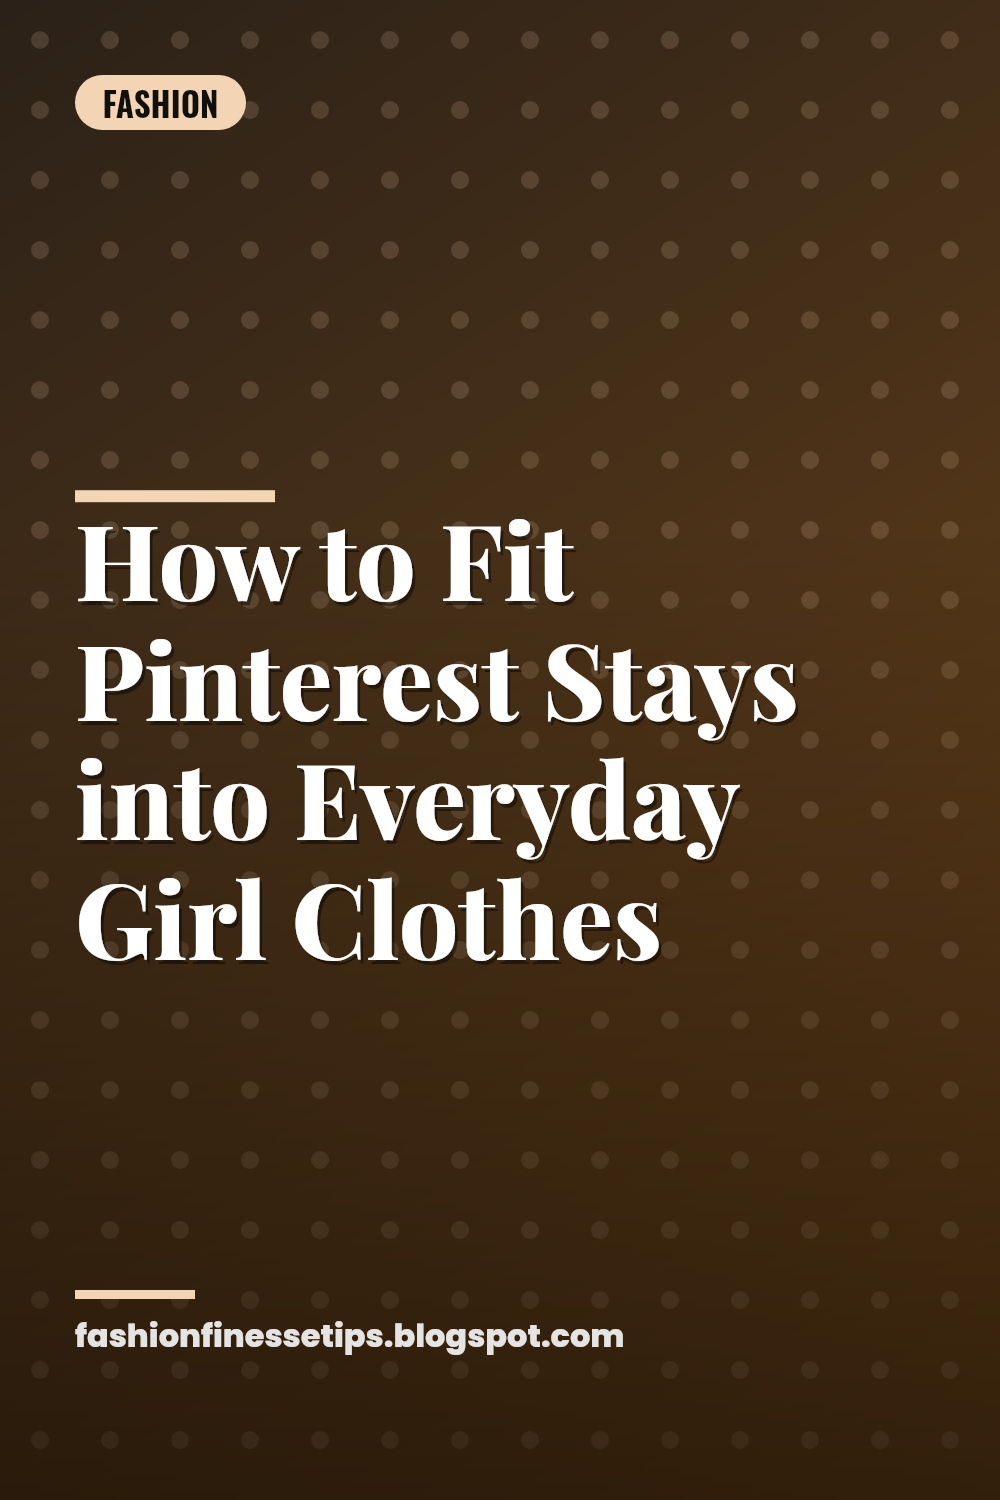 FASHION
How to Fit
Pinterest Stays
into Everyday
Girl Clothes
fashionfinessetips.blogspot.com